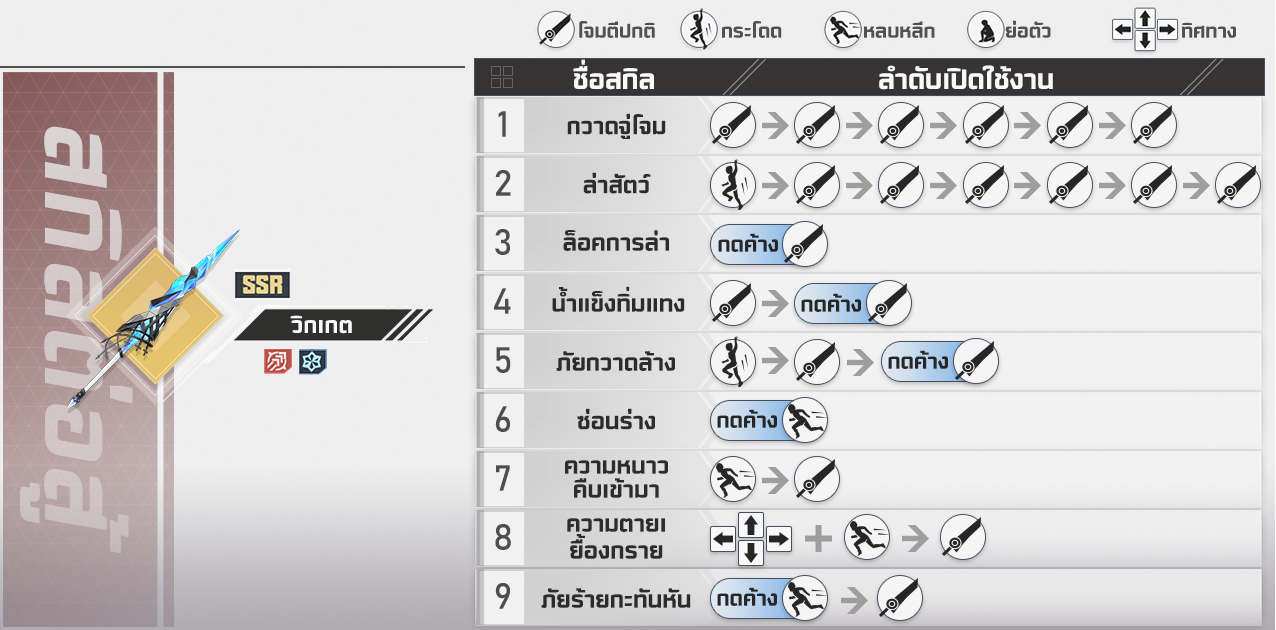 โจมตีปกติ กระโดด หลบหลีก ย่อตัว ทิศทาง
ชื่อสกิล ลำดับเปิดใช้งาน
สกิลต่อสู้
SSR
วิกเกต
1 กวาดจู่โจม
2 ล่าสัตว์
3 ล็อคการล่า กดค้าง
4 น้ำแข็งทิ่มแทง กดค้าง
5 ภัยกวาดล้าง กดค้าง
6 ซ่อนร่าง กดค้าง
7 ความหนาว
คืบเข้ามา
8 ความตายเ
ยื้องกราย
9 ภัยร้ายกะทันหัน กดค้าง